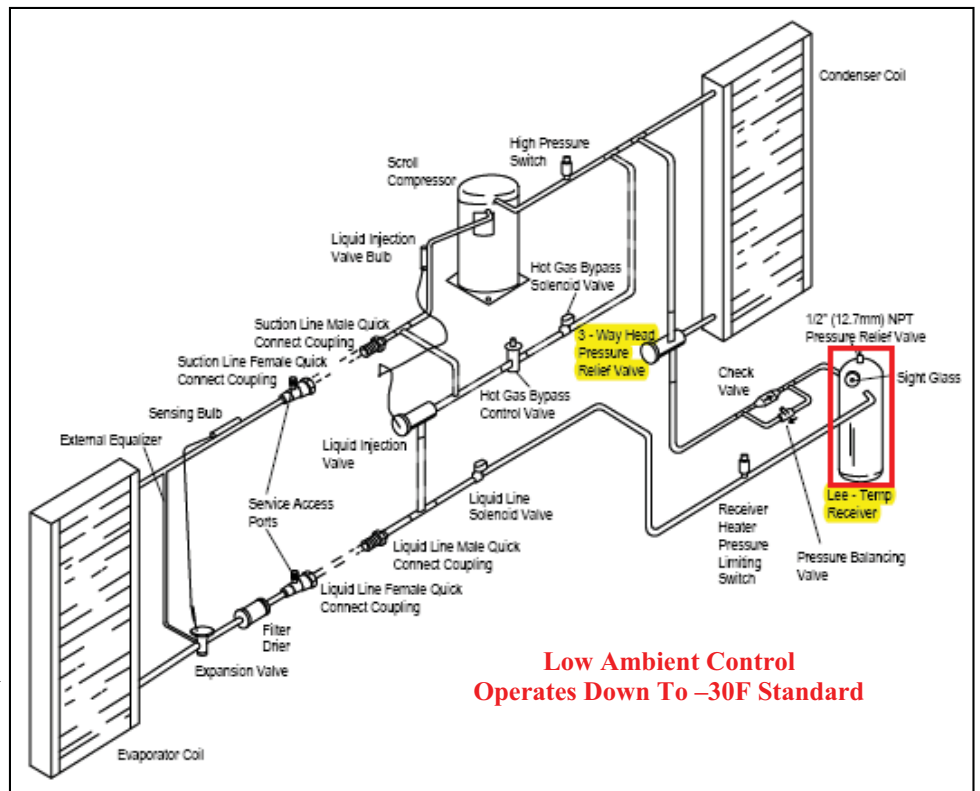 Condenser Coil
High Pressure
Switch
Scroll
Compressor
Liquid Injection
Valve Bulb
Hot Gas Bypass
Solenoid Valve
1/2" (12.7mm) NPT
Pressure Relief Valve
Suction Line Male Quick
Connect Coupling
3 - Way Head
Pressure
Relief Valve
Suction Line Female Quick
Connect Coupling
Check
Valve
Sight Glass
Sensing Bulb
Hot Gas Bypass
Control Valve
External Equalizer
Liquid Injection
Valve
Service Access
Ports
Liquid Line
Solenoid Valve
Lee - Temp
Receiver
Receiver
Heater
Pressure
Limiting
Switch
Pressure Balancing
Valve
Liquid Line Male Quick
Connect Coupling
Liquid Line Female Quick
Connect Coupling
Filter
Drier
Expansion Valve
Low Ambient Control
Operates Down To –30F Standard
Evaporator Coil